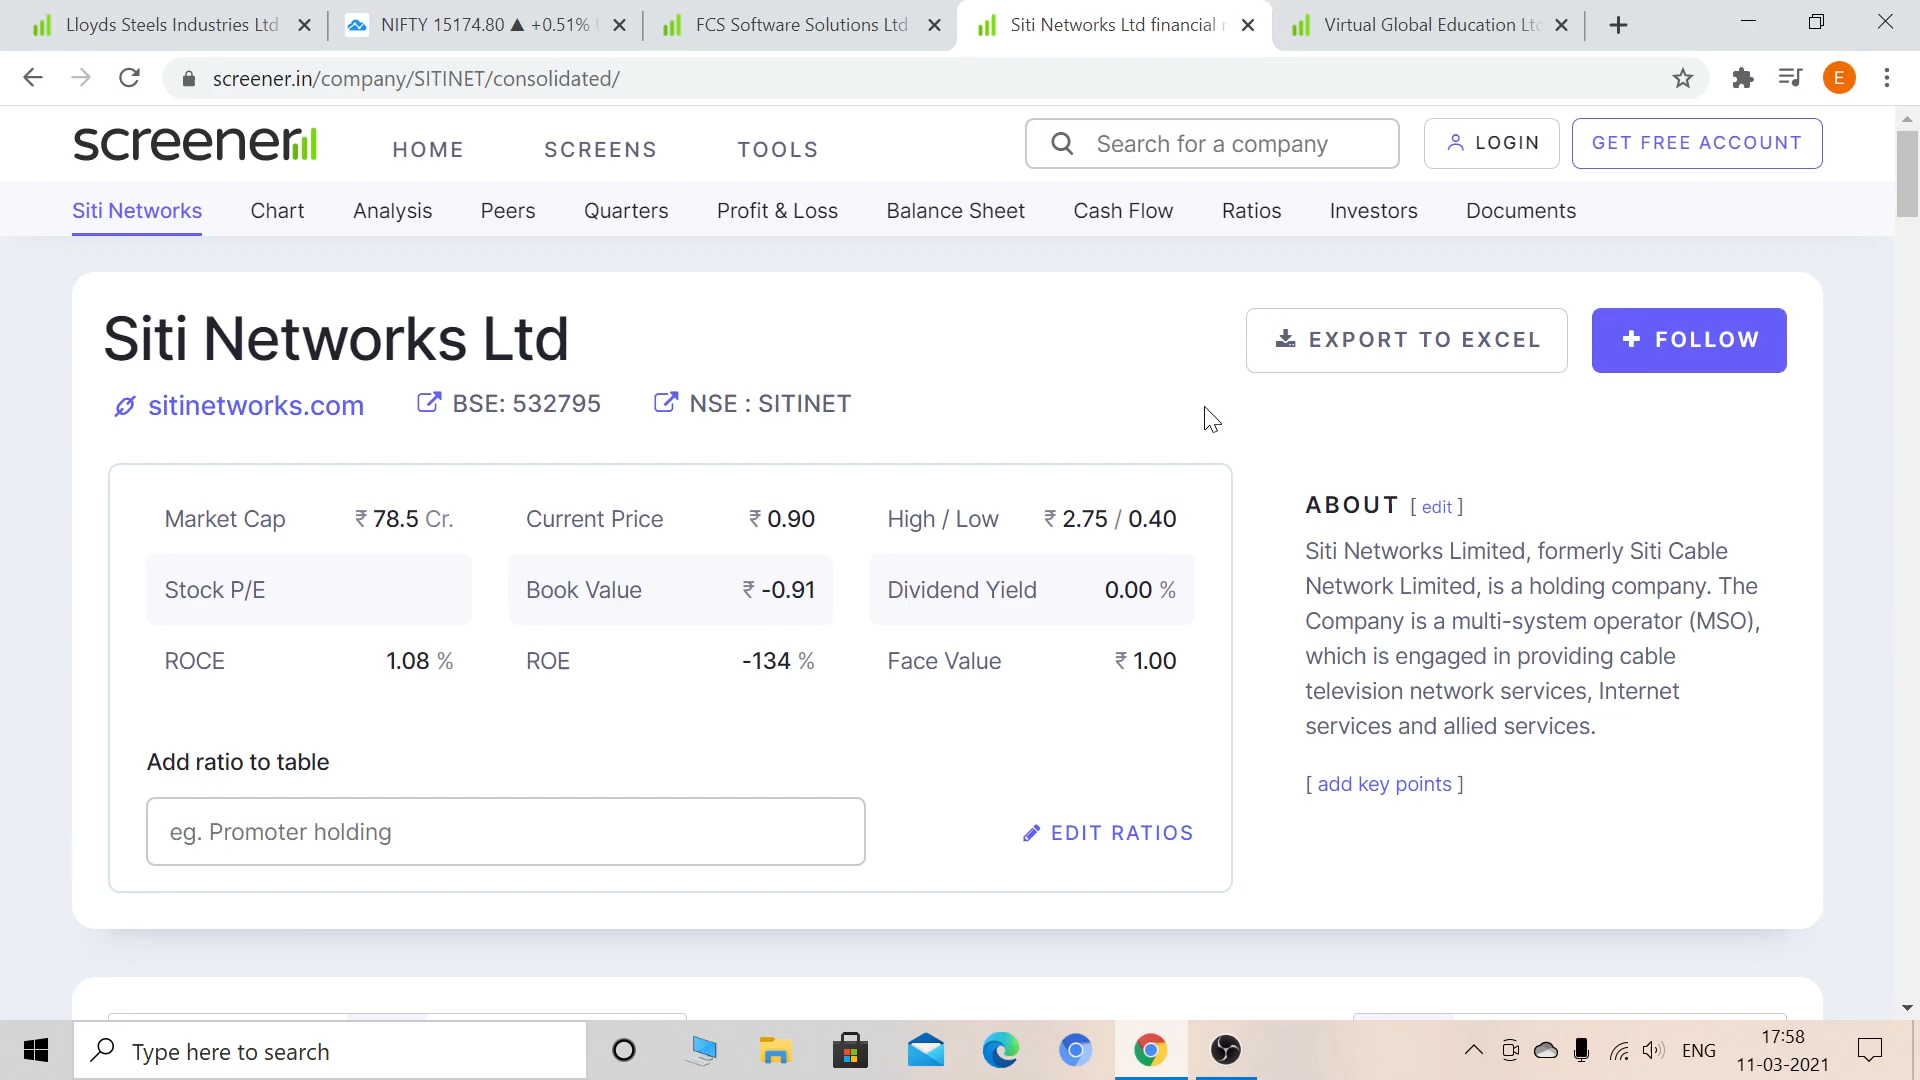 Lloyds Steels Industries Ltd
NIFTY 15174.80 ▲ +0.51%
FCS Software Solutions Ltd
Siti Networks Ltd financial
Virtual Global Education
screener.in/company/SITINET/consolidated/
E
screener
HOME
SCREENS
TOOLS
Search for a company
LOGIN
GET FREE ACCOUNT
Siti Networks
Chart
Analysis
Peers
Quarters
Profit & Loss
Balance Sheet
Cash Flow
Ratios
Investors
Documents
Siti Networks Ltd
EXPORT TO EXCEL
+ FOLLOW
sitinetworks.com
BSE: 532795
NSE : SITINET
Market Cap ₹ 78.5 Cr.
Current Price ₹ 0.90
High / Low ₹ 2.75 / 0.40
Stock P/E
Book Value ₹ -0.91
Dividend Yield 0.00 %
ROCE 1.08 %
ROE -134 %
Face Value ₹ 1.00
Add ratio to table
eg. Promoter holding
EDIT RATIOS
ABOUT [ edit ]
Siti Networks Limited, formerly Siti Cable
Network Limited, is a holding company. The
Company is a multi-system operator (MSO),
which is engaged in providing cable
television network services, Internet
services and allied services.
[ add key points ]
Type here to search
ENG
17:58
11-03-2021